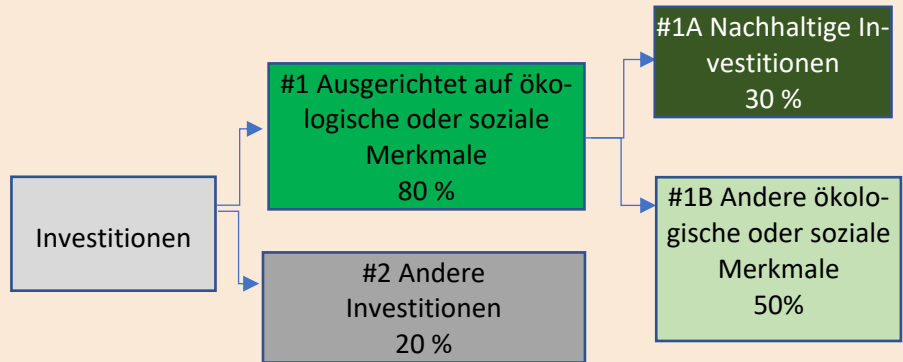 Investitionen
#1 Ausgerichtet auf öko-
logische oder soziale
Merkmale
80 %
#2 Andere
Investitionen
20 %
#1A Nachhaltige In-
vestitionen
30 %
#1B Andere ökolo-
gische oder soziale
Merkmale
50%